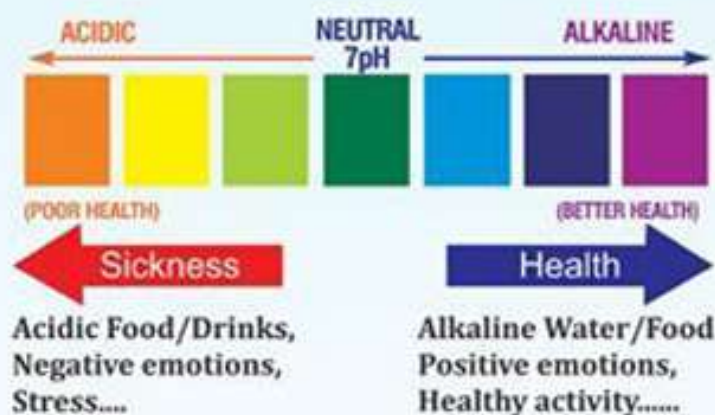 ACIDIC
NEUTRAL
7pH
ALKALINE
(POOR HEALTH)
(BETTER HEALTH)
Sickness
Health
Acidic Food/Drinks,
Negative emotions,
Stress....
Alkaline Water/Food
Positive emotions,
Healthy activity......